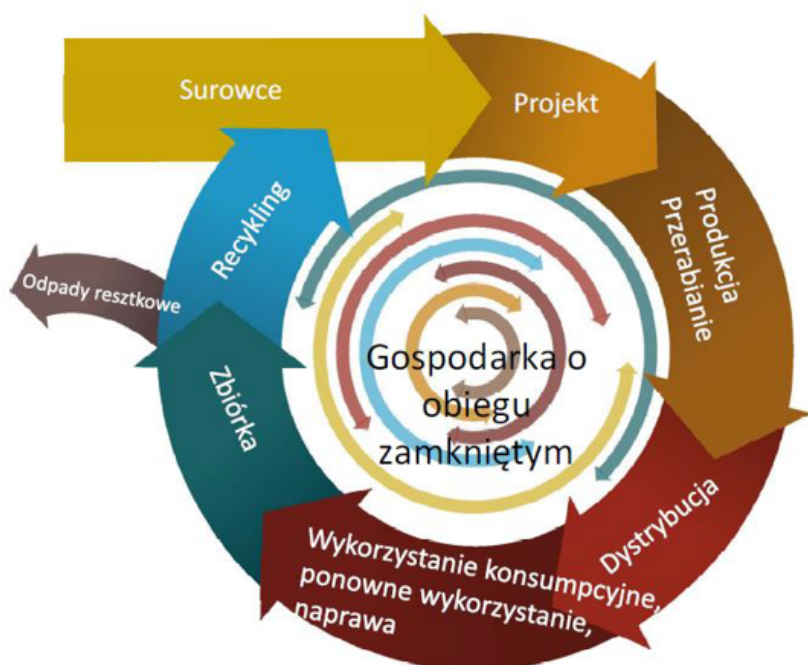 Surowce
Projekt
Produkcja
Przerabianie
Dystrybucja
Wykorzystanie konsumpcyjne,
ponowne wykorzystanie,
naprawa
Zbiórka
Recykling
Odpady resztkowe
Gospodarka o
obiegu
zamkniętym